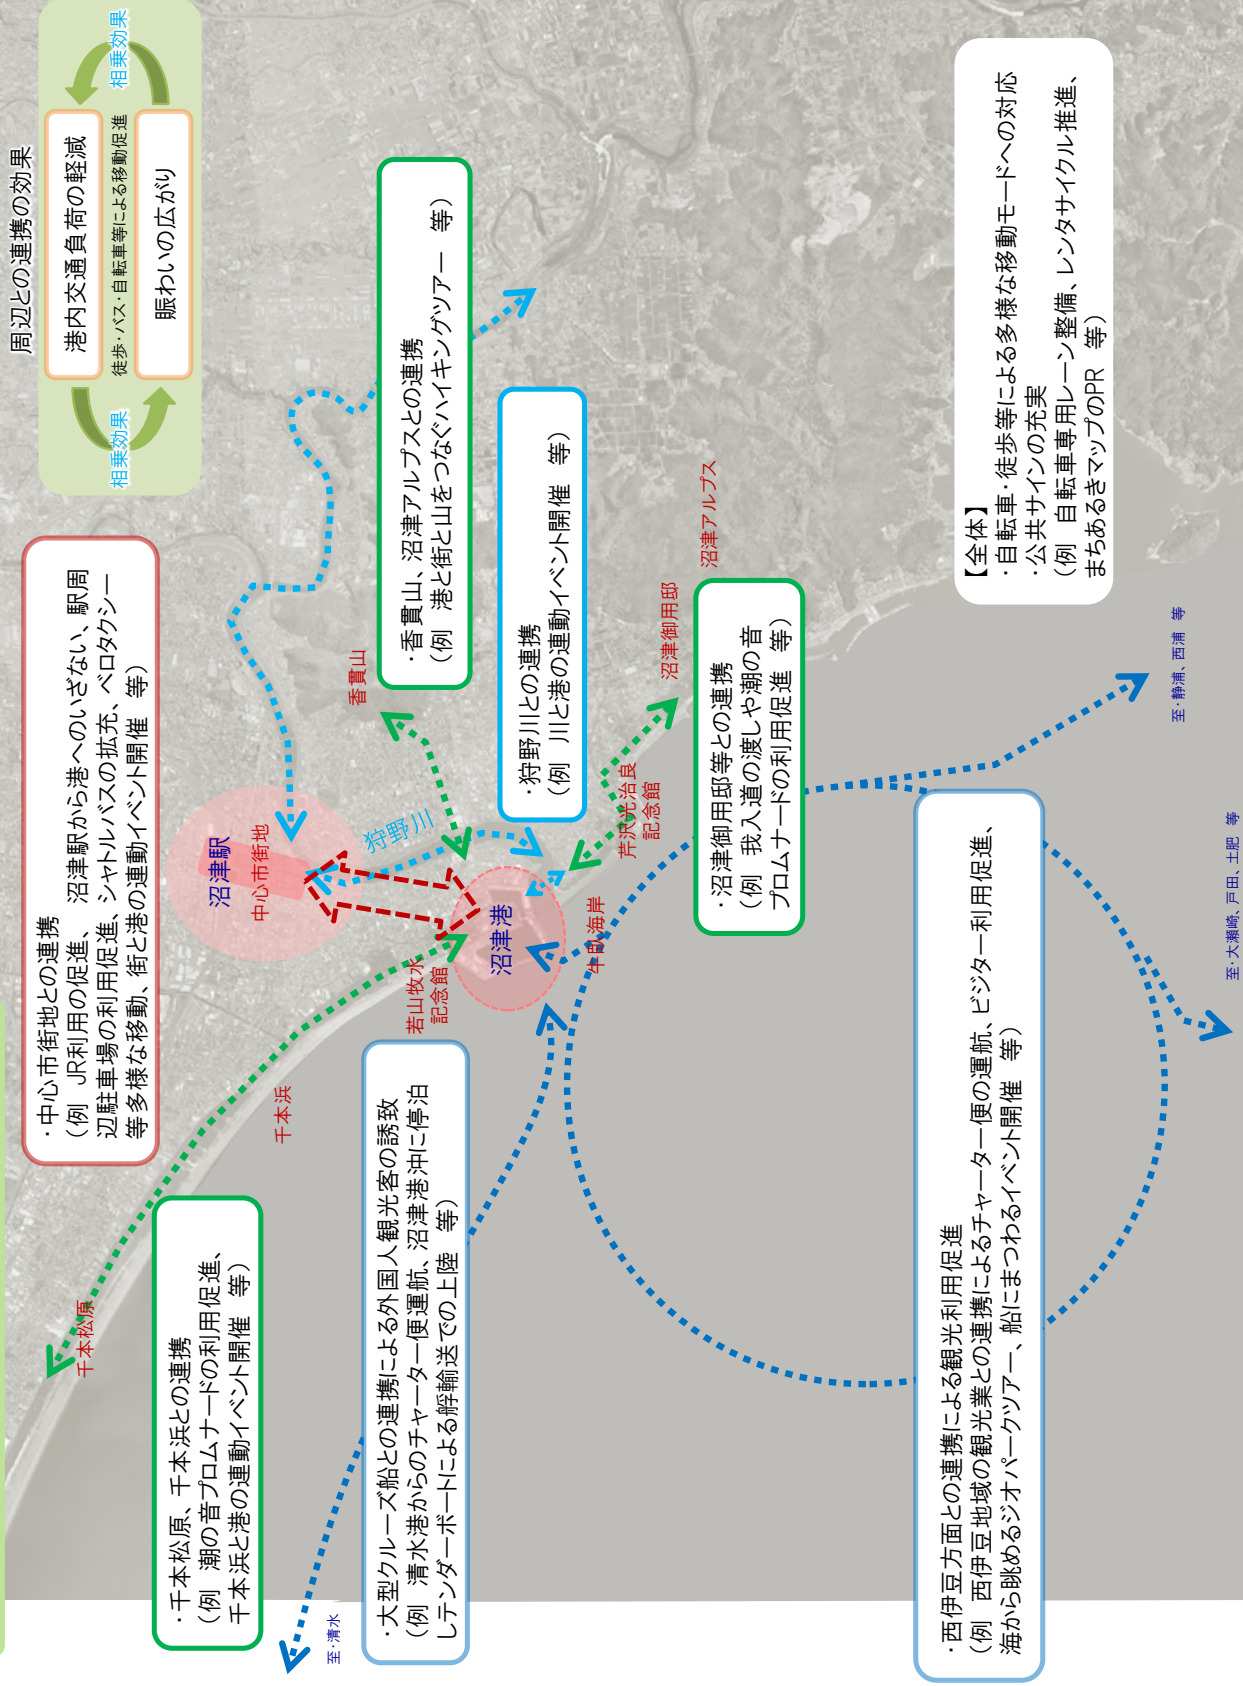 周辺との連携の効果
港内交通負荷の軽減
徒歩・バス・自転車等による移動促進
賑わいの広がり
相乗効果
相乗効果
・中心市街地との連携
（例　JR利用の促進、　沼津駅から港へのいざない、駅周
辺駐車場の利用促進、シャトルバスの拡充、ベロタクシー
等多様な移動、街と港の連動イベント開催　等）
・千本松原、千本浜との連携
（例　潮の音プロムナードの利用促進、
千本浜と港の連動イベント開催　等）
千本松原
千本浜
沼津駅
中心市街地
狩野川
香貫山
・香貫山、沼津アルプスとの連携
（例　港と街と山をつなぐハイキングツアー　等）
・大型クルーズ船との連携による外国人観光客の誘致
（例　清水港からのチャーター便運航、沼津港沖に停泊
しテンダーボートによる艀輸送での上陸　等）
至・清水
若山牧水
記念館
沼津港
・狩野川との連携
（例　川と港の連動イベント開催　等）
牛臥海岸
芹沢光治良
記念館
沼津御用邸
沼津アルプス
・沼津御用邸等との連携
（例　我入道の渡しや潮の音
プロムナードの利用促進　等）
・西伊豆方面との連携による観光利用促進
（例　西伊豆地域の観光業との連携によるチャーター便の運航、ビジター利用促進、
海から眺めるジオパークツアー、船にまつわるイベント開催　等）
【全体】
・自転車・徒歩等による多様な移動モードへの対応
・公共サインの充実
（例　自転車専用レーン整備、レンタサイクル推進、
まちあるきマップのPR　等）
至・静浦、西浦　等
至・大瀬崎、戸田、土肥　等